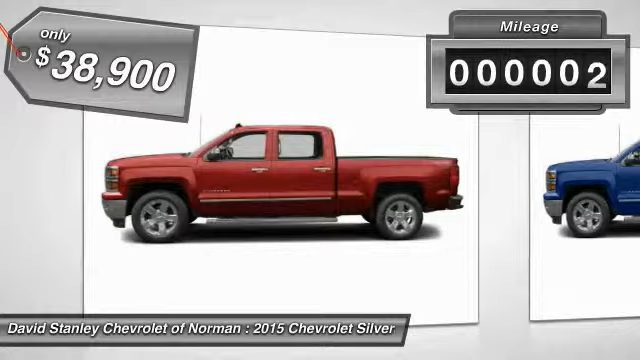 only
$38,900
Mileage
000002
David Stanley Chevrolet of Norman : 2015 Chevrolet Silver